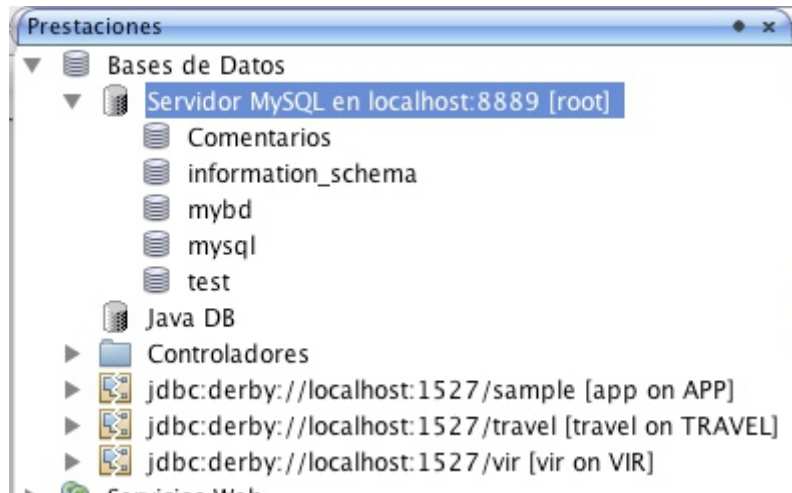 Prestaciones
Bases de Datos
Servidor MySQL en localhost:8889 [root]
Comentarios
information_schema
mybd
mysql
test
Java DB
Controladores
jdbc:derby://localhost:1527/sample [app on APP]
jdbc:derby://localhost:1527/travel [travel on TRAVEL]
jdbc:derby://localhost:1527/vir [vir on VIR]
Servicios Web